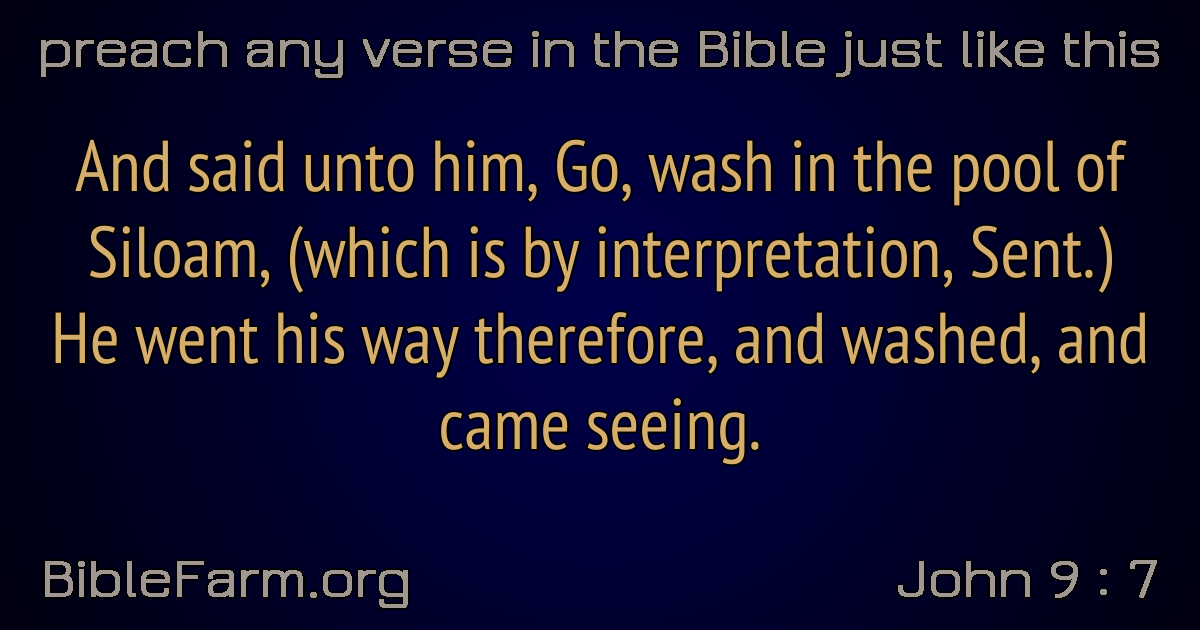 preach any verse in the Bible just like this
And said unto him, Go, wash in the pool of
Siloam, (which is by interpretation, Sent.)
He went his way therefore, and washed, and
came seeing.
BibleFarm.org
John 9 : 7